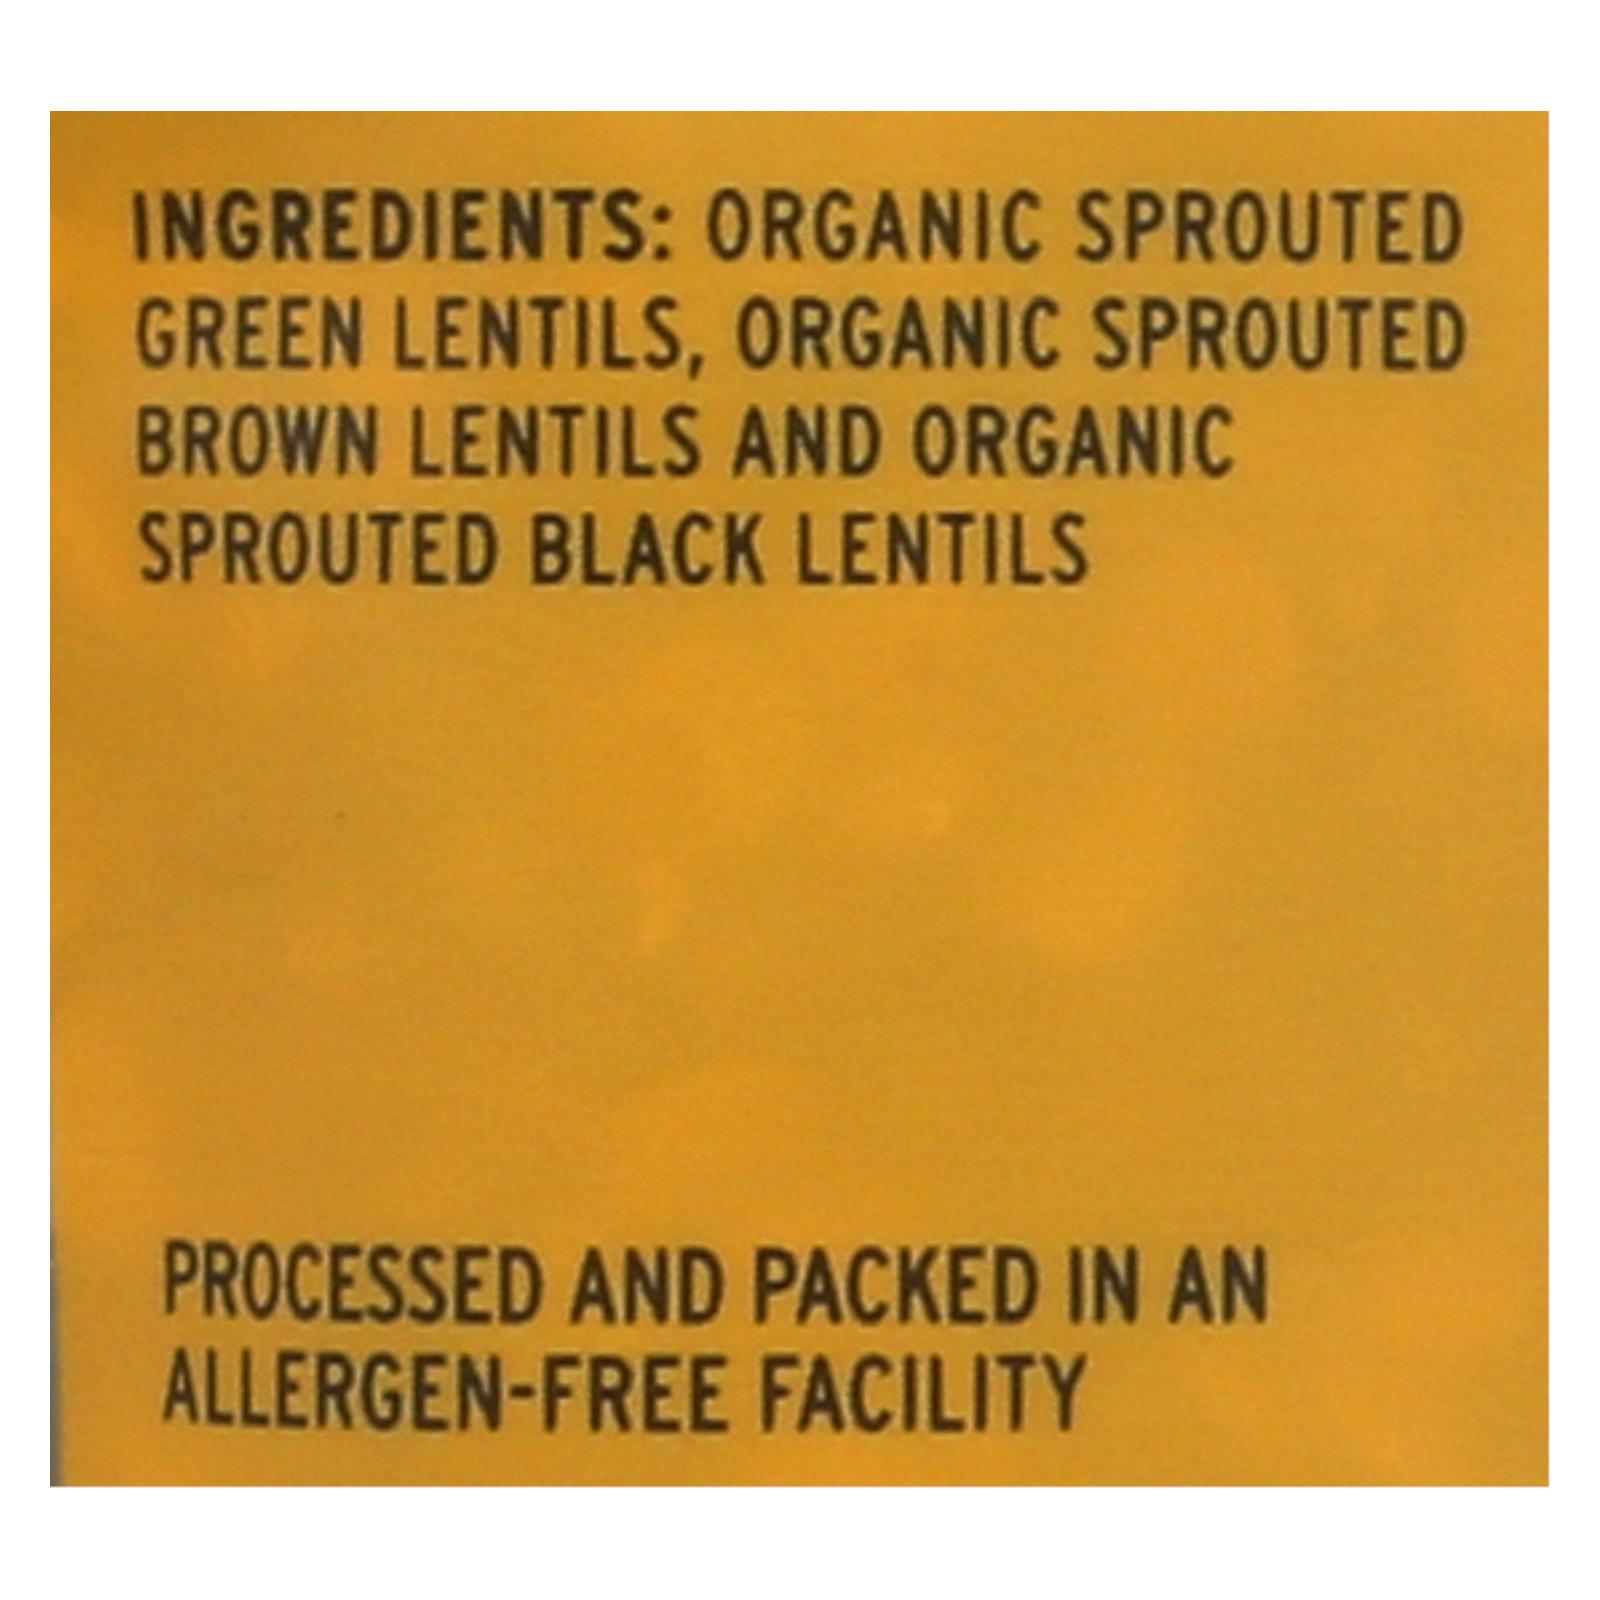 INGREDIENTS: ORGANIC SPROUTED
GREEN LENTILS, ORGANIC SPROUTED
BROWN LENTILS AND ORGANIC
SPROUTED BLACK LENTILS
PROCESSED AND PACKED IN AN
ALLERGEN-FREE FACILITY